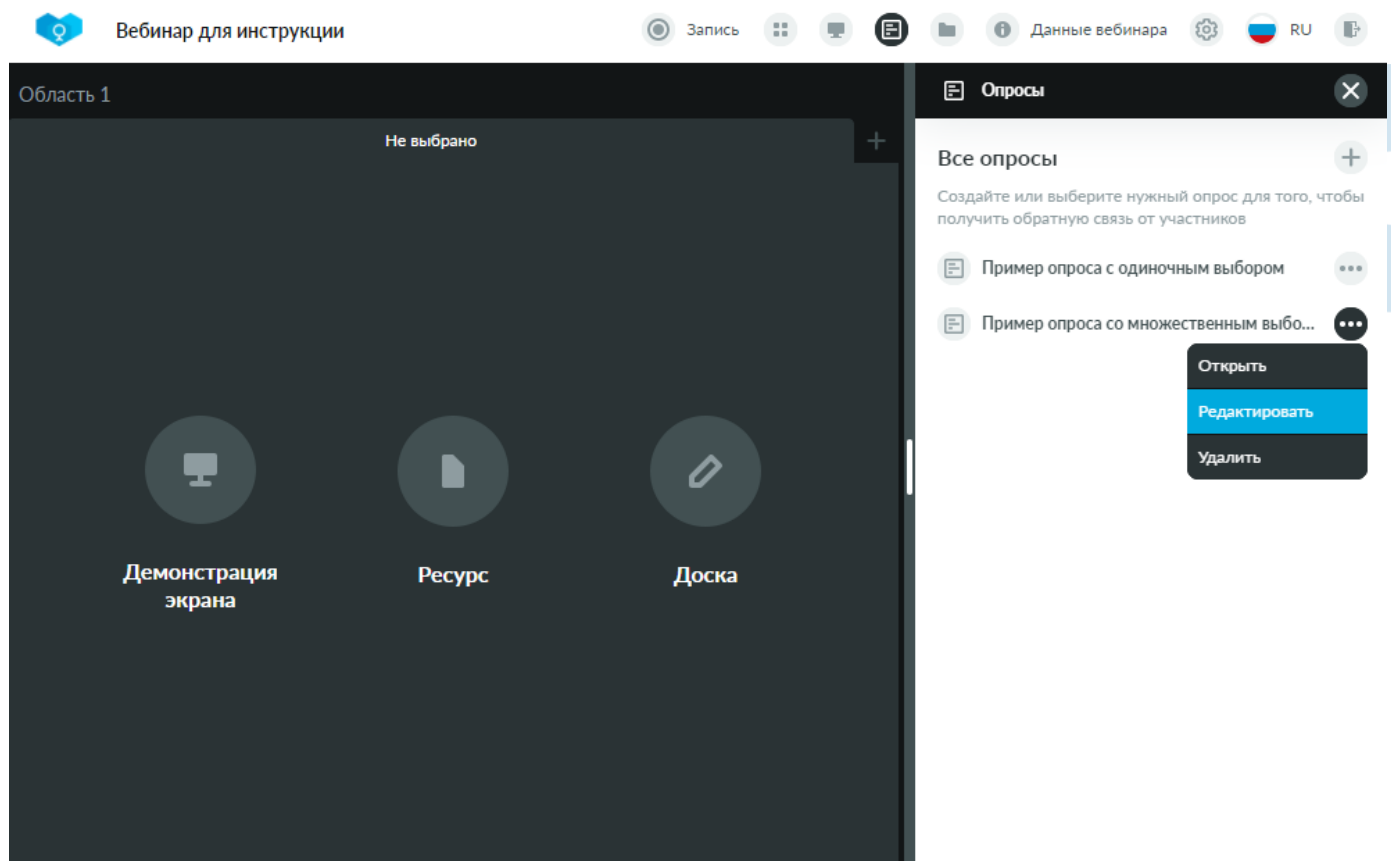 Вебинар для инструкции
Запись
Данные вебинара
RU
Область 1
Не выбрано
Демонстрация
экрана
Ресурс
Доска
Опросы
Все опросы
Создайте или выберите нужный опрос для того, чтобы
получить обратную связь от участников
Пример опроса с одиночным выбором
Пример опроса со множественным выбо...
Открыть
Редактировать
Удалить